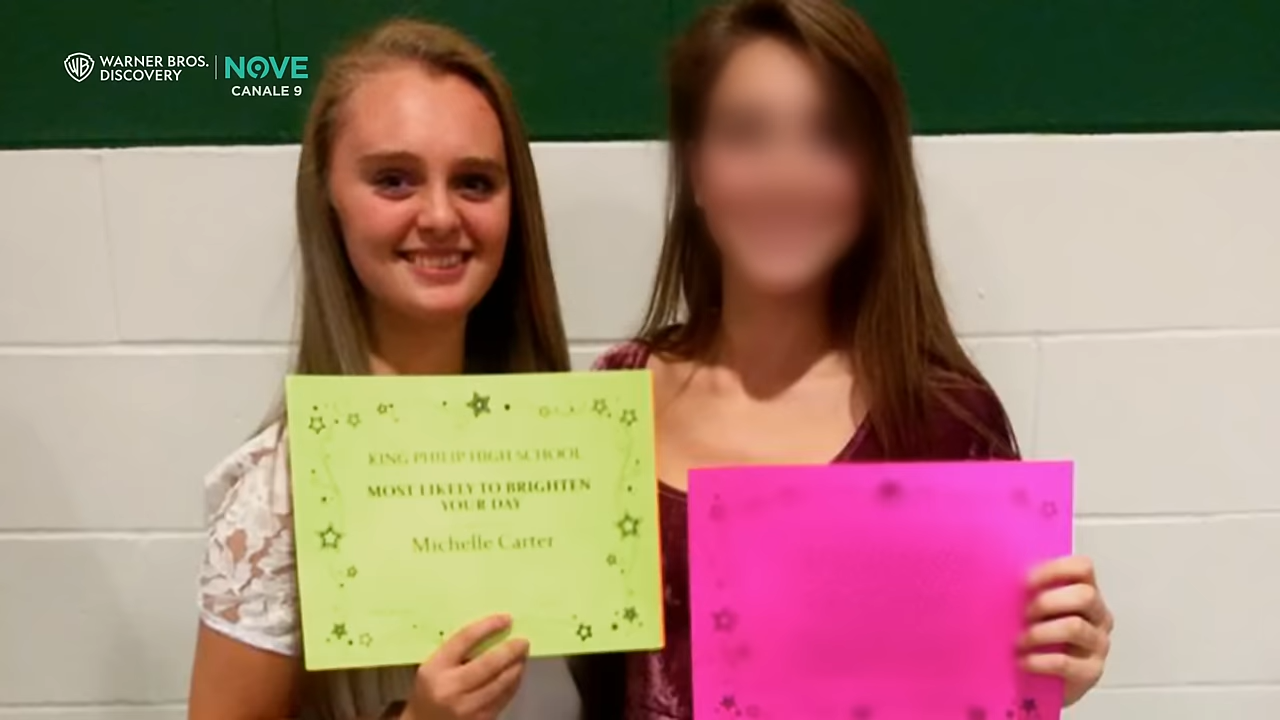 WARNER BROS.
DISCOVERY
NOVE
CANALE 9
KING PHILIP HIGH SCHOOL
MOST LIKELY TO BRIGHTEN
YOUR DAY
Michelle Carter